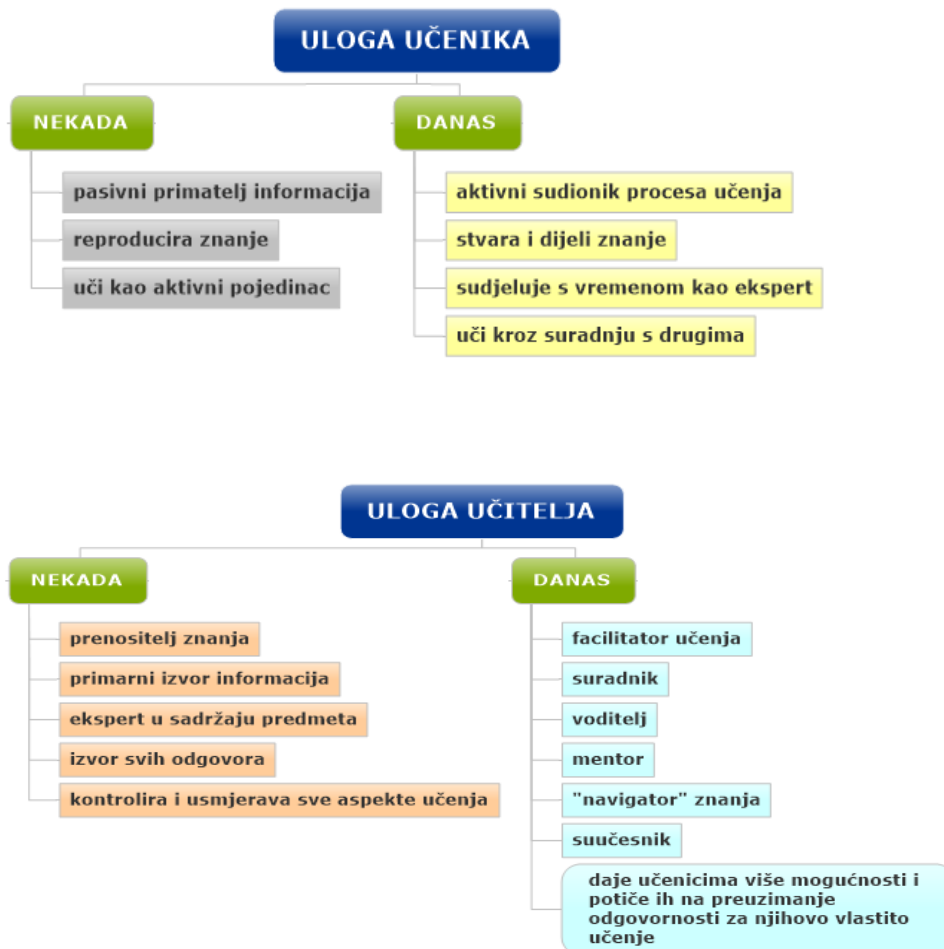 ULOGA UČENIKA
NEKADA
pasivni primatelj informacija
reproducira znanje
uči kao aktivni pojedinac
DANAS
aktivni sudionik procesa učenja
stvara i dijeli znanje
sudjeluje s vremenom kao ekspert
uči kroz suradnju s drugima
ULOGA UČITELJA
NEKADA
prenositelj znanja
primarni izvor informacija
ekspert u sadržaju predmeta
izvor svih odgovora
kontrolira i usmjerava sve aspekte učenja
DANAS
facilitator učenja
suradnik
voditelj
mentor
"navigator" znanja
suučesnik
daje učenicima više mogućnosti i
potiče ih na preuzimanje
odgovornosti za njihovo vlastito
učenje